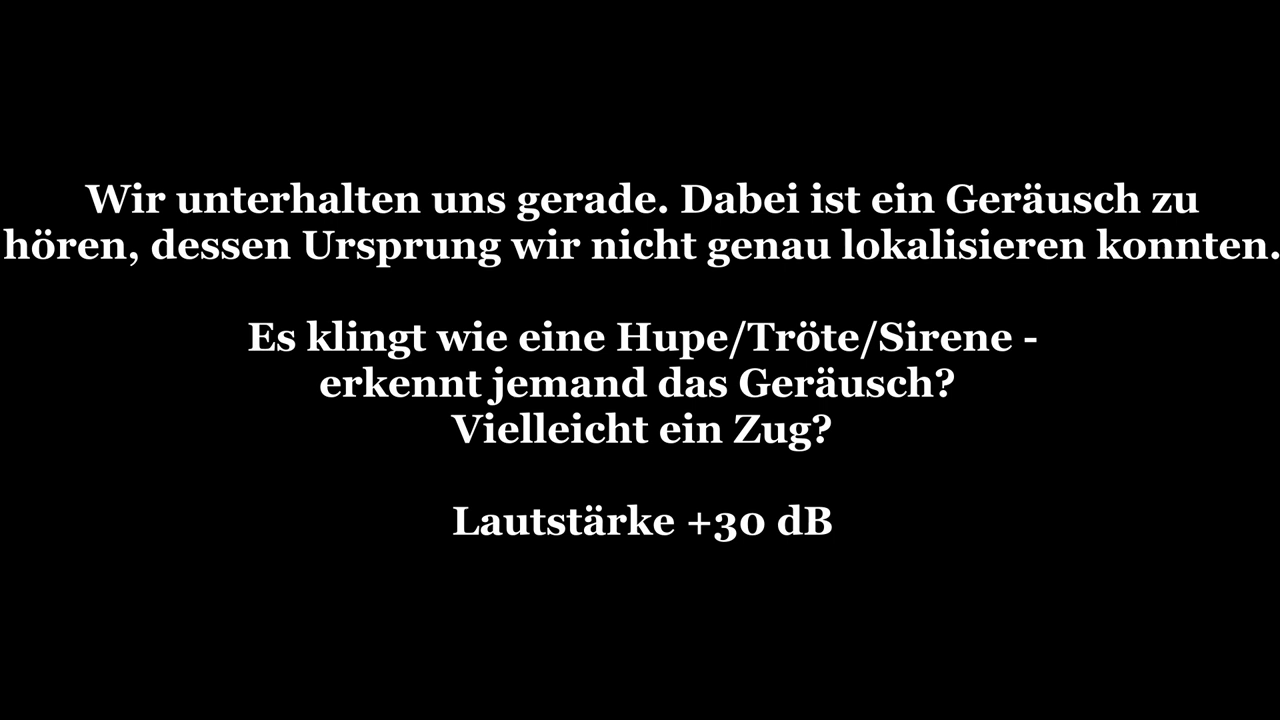 Wir unterhalten uns gerade. Dabei ist ein Geräusch zu
hören, dessen Ursprung wir nicht genau lokalisieren konnten.
Es klingt wie eine Hupe/Tröte/Sirene -
erkennt jemand das Geräusch?
Vielleicht ein Zug?
Lautstärke +30 dB